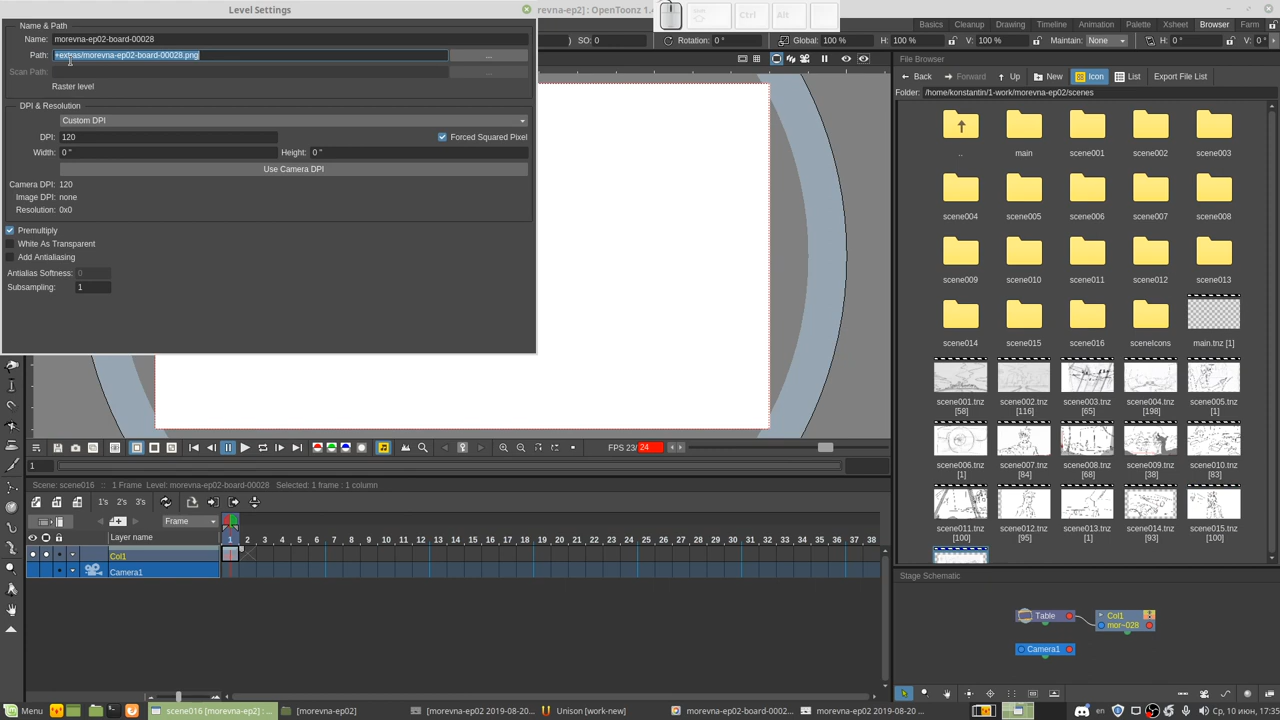 Level Settings
morevna-ep2] : OpenToonz 1.4
Ctrl
Alt
Basics
Cleanup
Drawing
Timeline
Animation
Palette
Xsheet
Browser
Farm
Name & Path
Name: morevna-ep02-board-00028
Path: +extras/morevna-ep02-board-00028.png
...
Scan Path:
...
Raster level
SO: 0
Rotation: 0 °
Global: 100 %
H: 100 %
V: 100 %
Maintain: None
DPI & Resolution
Custom DPI
DPI: 120
Forced Squared Pixel
Width: 0 "
Height: 0 "
Use Camera DPI
Camera DPI: 120
Image DPI: none
Resolution: 0x0
Premultiply
White As Transparent
Add Antialiasing
Antialias Softness: 0
Subsampling: 1
File Browser
Back
Forward
Up
New
Icon
List
Export File List
Folder: /home/konstantin/1-work/morevna-ep02/scenes
..
main
scene001
scene002
scene003
scene004
scene005
scene006
scene007
scene008
scene009
scene010
scene011
scene012
scene013
scene014
scene015
scene016
sceneIcons
main.tnz [1]
scene001.tnz [58]
scene002.tnz [116]
scene003.tnz [65]
scene004.tnz [198]
scene005.tnz [1]
scene006.tnz [1]
scene007.tnz [84]
scene008.tnz [68]
scene009.tnz [38]
scene010.tnz [83]
scene011.tnz [100]
scene012.tnz [95]
scene013.tnz [1]
scene014.tnz [93]
scene015.tnz [100]
FPS 23/ 24
1
Scene: scene016 :: 1 Frame Level: morevna-ep02-board-00028 Selected: 1 frame : 1 column
1's 2's 3's
Frame
Layer name
1 2 3 4 5 6 7 8 9 10 11 12 13 14 15 16 17 18 19 20 21 22 23 24 25 26 27 28 29 30 31 32 33 34 35 36 37 38
Col1
Camera1
Stage Schematic
Table
Col1
mor~028
Camera1
Menu
scene016 [morevna-ep2] : ...
[morevna-ep02]
[morevna-ep02 2019-08-20...
Unison [work-new]
morevna-ep02-board-0002...
morevna-ep02 2019-08-20 ...
en
Ср, 10 июн, 17:35